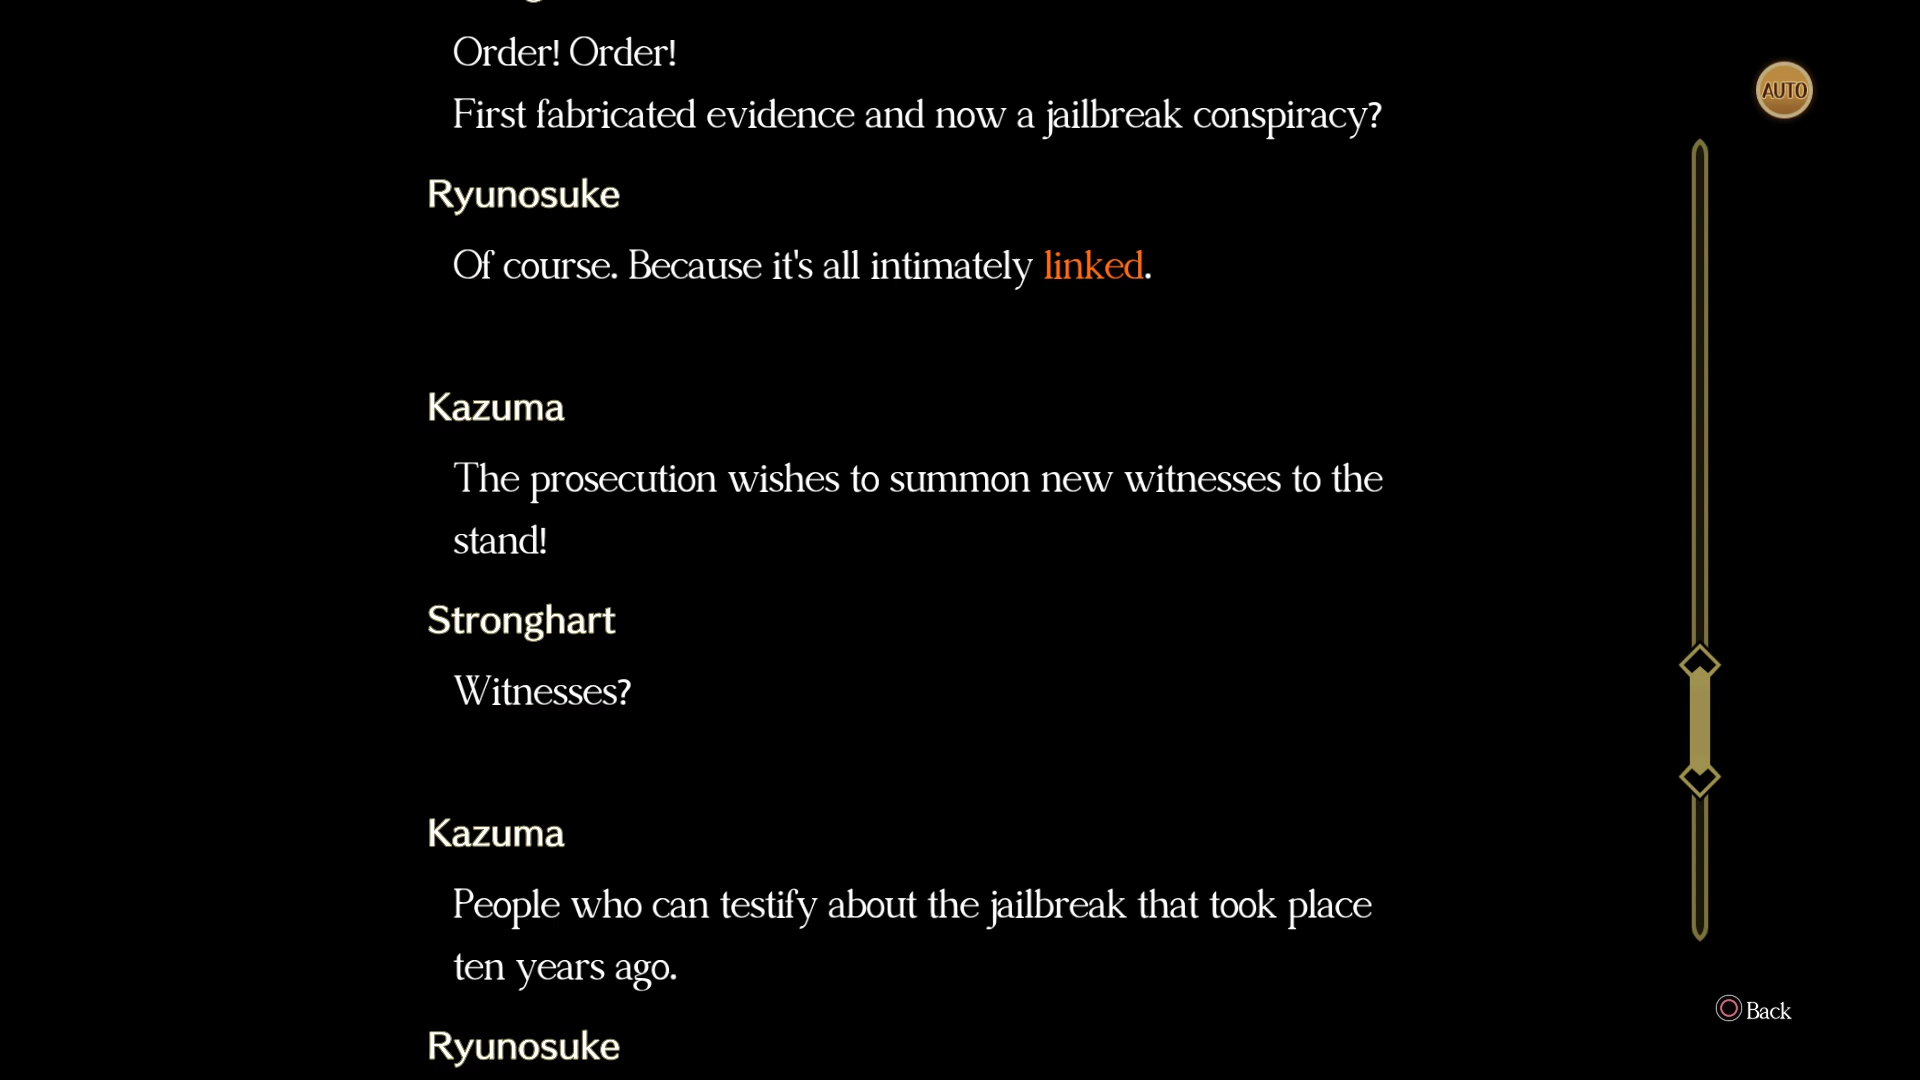 Order! Order!
First fabricated evidence and now a jailbreak conspiracy?
AUTO
Ryunosuke
Of course. Because it's all intimately linked.
Kazuma
The prosecution wishes to summon new witnesses to the
stand!
Stronghart
Witnesses?
Kazuma
People who can testify about the jailbreak that took place
ten years ago.
Back
Ryunosuke